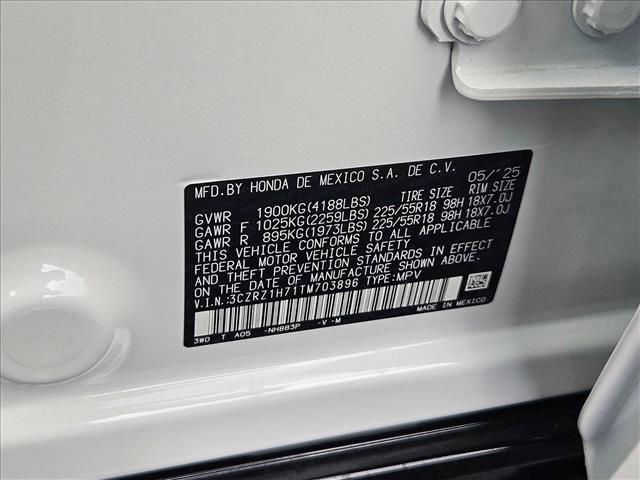 MFD.BY HONDA DE MEXICO S.A. DE C.V. 05/'25
GVWR 1900KG(4188LBS) TIRE SIZE RIM SIZE
GAWR F 1025KG(2259LBS) 225/55R18 98H 18X7.0J
GAWR R 895KG(1973LBS) 225/55R18 98H 18X7.0J
THIS VEHICLE CONFORMS TO ALL APPLICABLE
FEDERAL MOTOR VEHICLE SAFETY
AND THEFT PREVENTION STANDARDS IN EFFECT
ON THE DATE OF MANUFACTURE SHOWN ABOVE.
V.I.N.:3CZRZ1H71TM703896 TYPE:MPV
3W0 T A05 -NH883P -V-M
MADE IN MEXICO